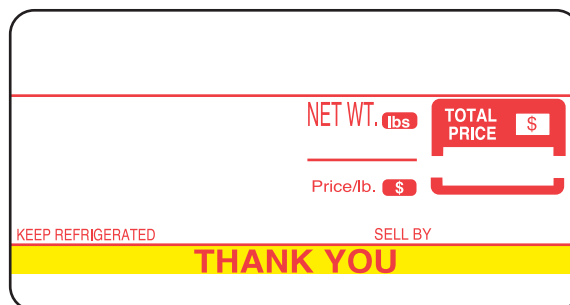 NET WT. lbs
TOTAL
PRICE
$
Price/lb. $
KEEP REFRIGERATED
SELL BY
THANK YOU